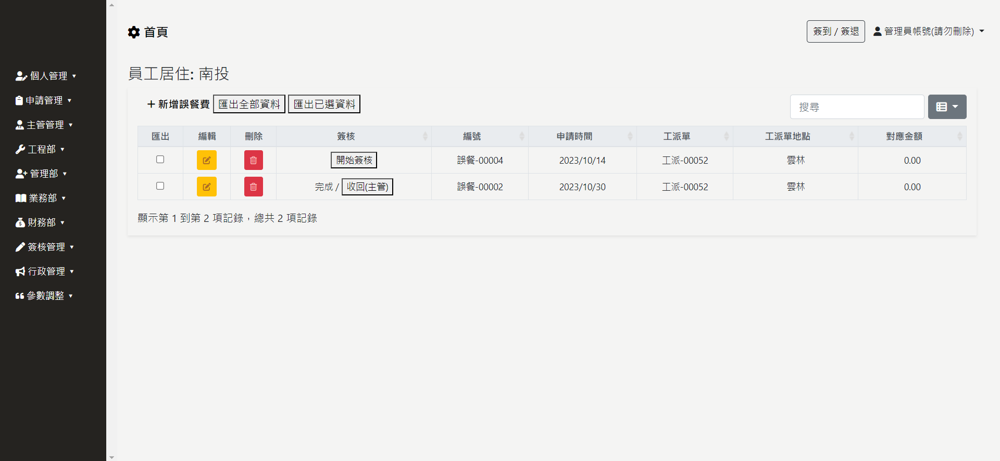 首頁
簽到 / 簽退
管理員帳號(請勿刪除)
個人管理
申請管理
主管管理
工程部
管理部
業務部
財務部
簽核管理
行政管理
參數調整
員工居住: 南投
新增誤餐費 匯出全部資料 匯出已選資料
搜尋
匯出 編輯 刪除 簽核 編號 申請時間 工派單 工派單地點 對應金額
開始簽核 誤餐-00004 2023/10/14 工派-00052 雲林 0.00
完成 / 收回(主管) 誤餐-00002 2023/10/30 工派-00052 雲林 0.00
顯示第 1 到第 2 項記錄，總共 2 項記錄